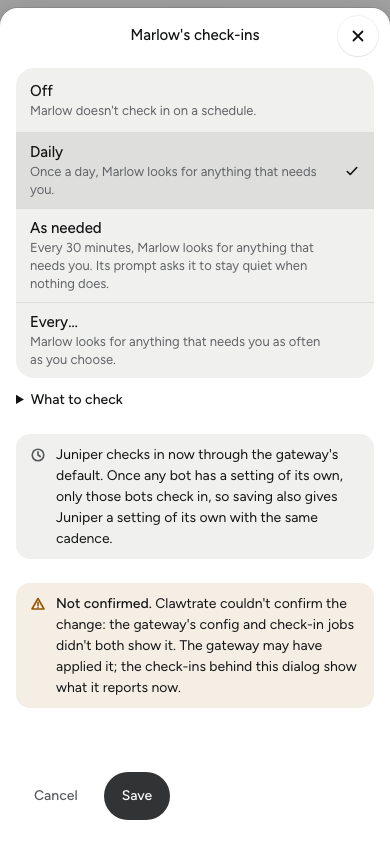 Marlow's check-ins
Off
Marlow doesn't check in on a schedule.
Daily
Once a day, Marlow looks for anything that needs
you.
As needed
Every 30 minutes, Marlow looks for anything that
needs you. Its prompt asks it to stay quiet when
nothing does.
Every...
Marlow looks for anything that needs you as often
as you choose.
What to check
Juniper checks in now through the gateway's
default. Once any bot has a setting of its own,
only those bots check in, so saving also gives
Juniper a setting of its own with the same
cadence.
Not confirmed. Clawtrate couldn't confirm the
change: the gateway's config and check-in jobs
didn't both show it. The gateway may have
applied it; the check-ins behind this dialog show
what it reports now.
Cancel
Save